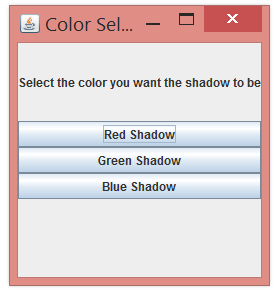 Color Sel...
Select the color you want the shadow to be
Red Shadow
Green Shadow
Blue Shadow